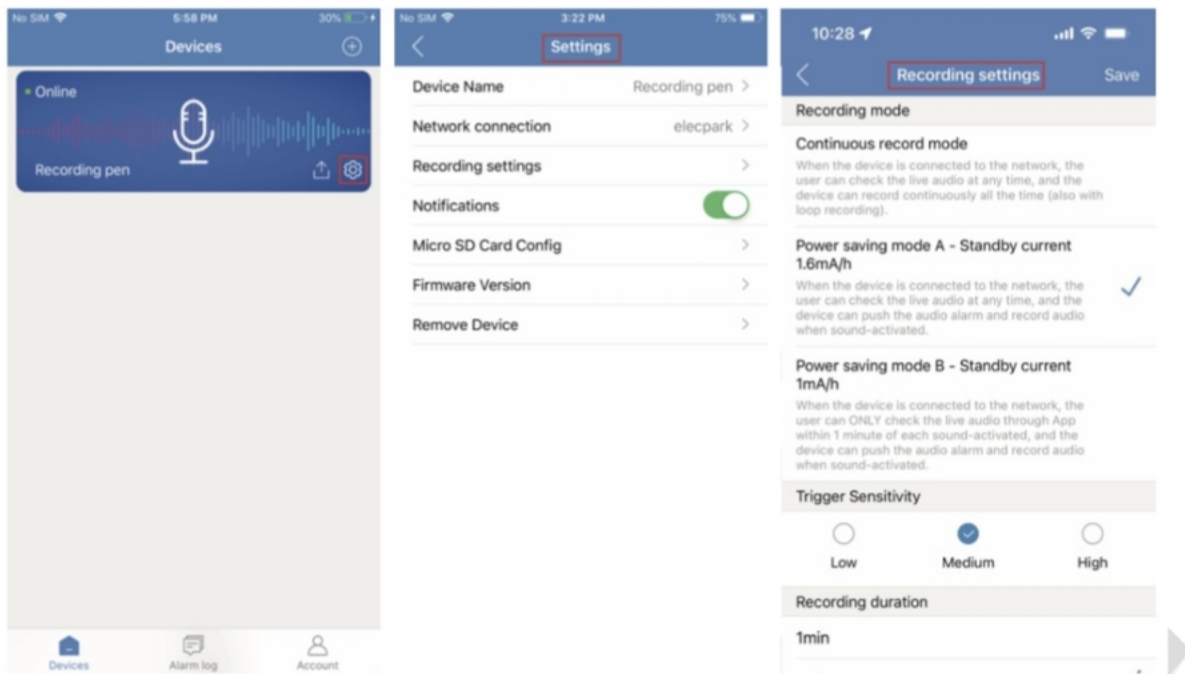 No SIM 5:58 PM 30%
Devices
Online
Recording pen
Devices Alarm log Account
No SIM 3:22 PM 75%
Settings
Device Name Recording pen
Network connection elecpark
Recording settings
Notifications
Micro SD Card Config
Firmware Version
Remove Device
10:28
Recording settings Save
Recording mode
Continuous record mode
When the device is connected to the network, the
user can check the live audio at any time, and the
device can record continuously all the time (also with
loop recording).
Power saving mode A - Standby current
1.6mA/h
When the device is connected to the network, the
user can check the live audio at any time, and the
device can push the audio alarm and record audio
when sound-activated.
Power saving mode B - Standby current
1mA/h
When the device is connected to the network, the
user can ONLY check the live audio through App
within 1 minute of each sound-activated, and the
device can push the audio alarm and record audio
when sound-activated.
Trigger Sensitivity
Low Medium High
Recording duration
1min